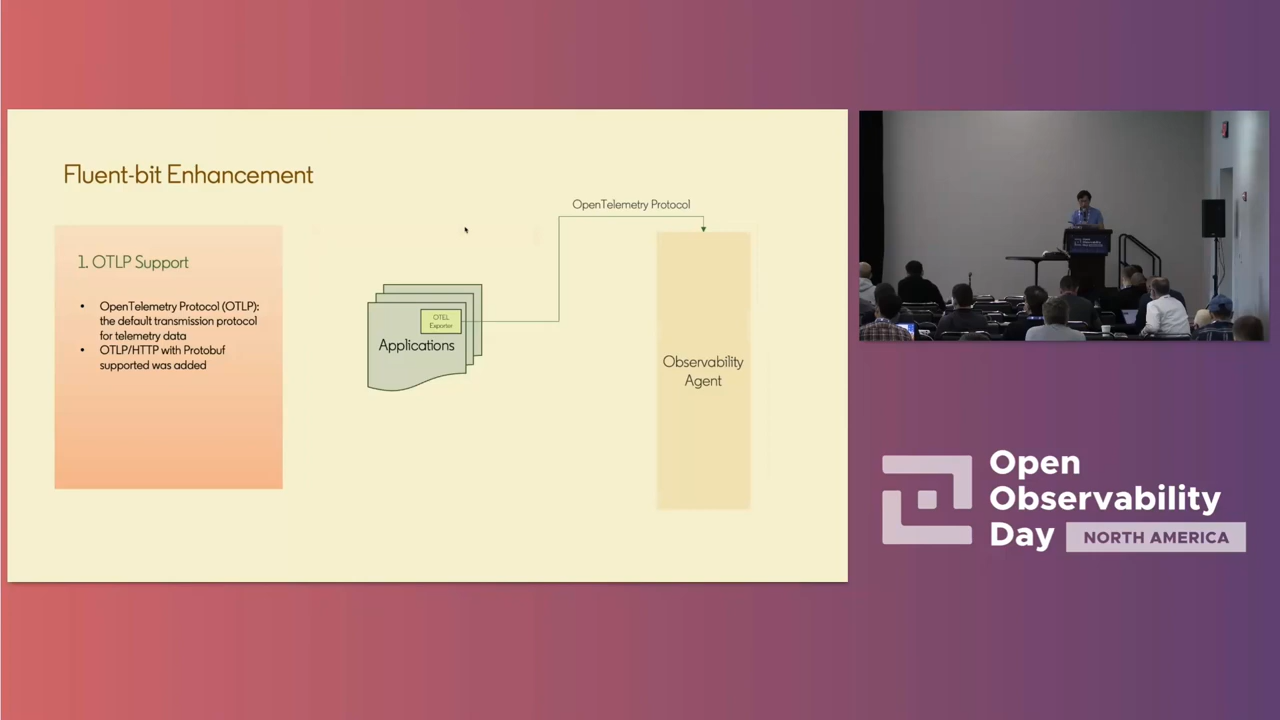 Fluent-bit Enhancement
1. OTLP Support
• OpenTelemetry Protocol (OTLP):
the default transmission protocol
for telemetry data
• OTLP/HTTP with Protobuf
supported was added
OpenTelemetry Protocol
OTEL
Exporter
Applications
Observability
Agent
Open
Observability
Day
NORTH AMERICA